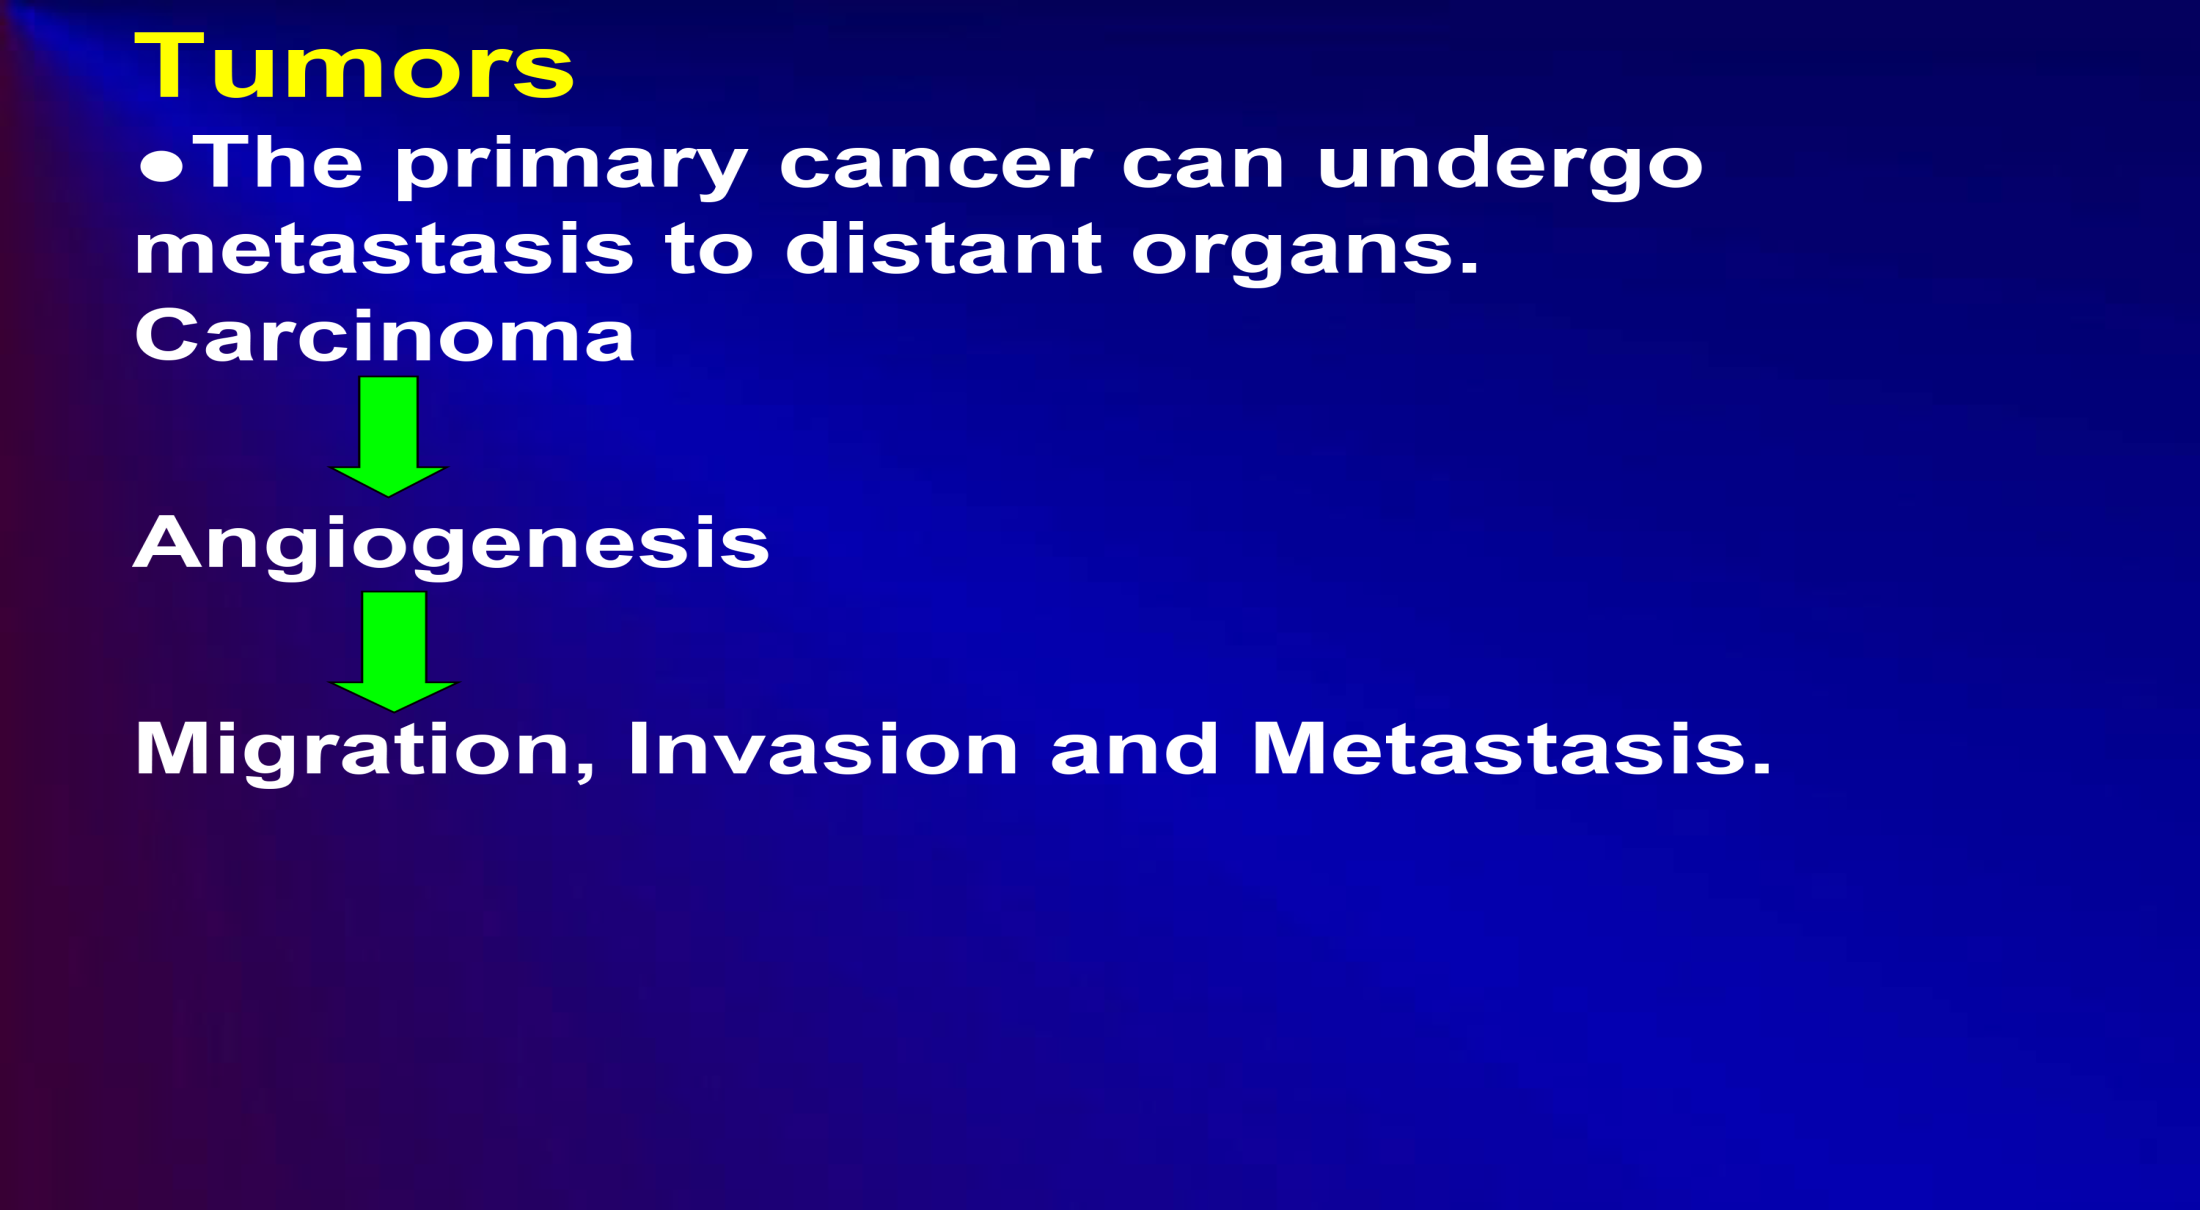 Tumors
●The primary cancer can undergo
metastasis to distant organs.
Carcinoma
Angiogenesis
Migration, Invasion and Metastasis.